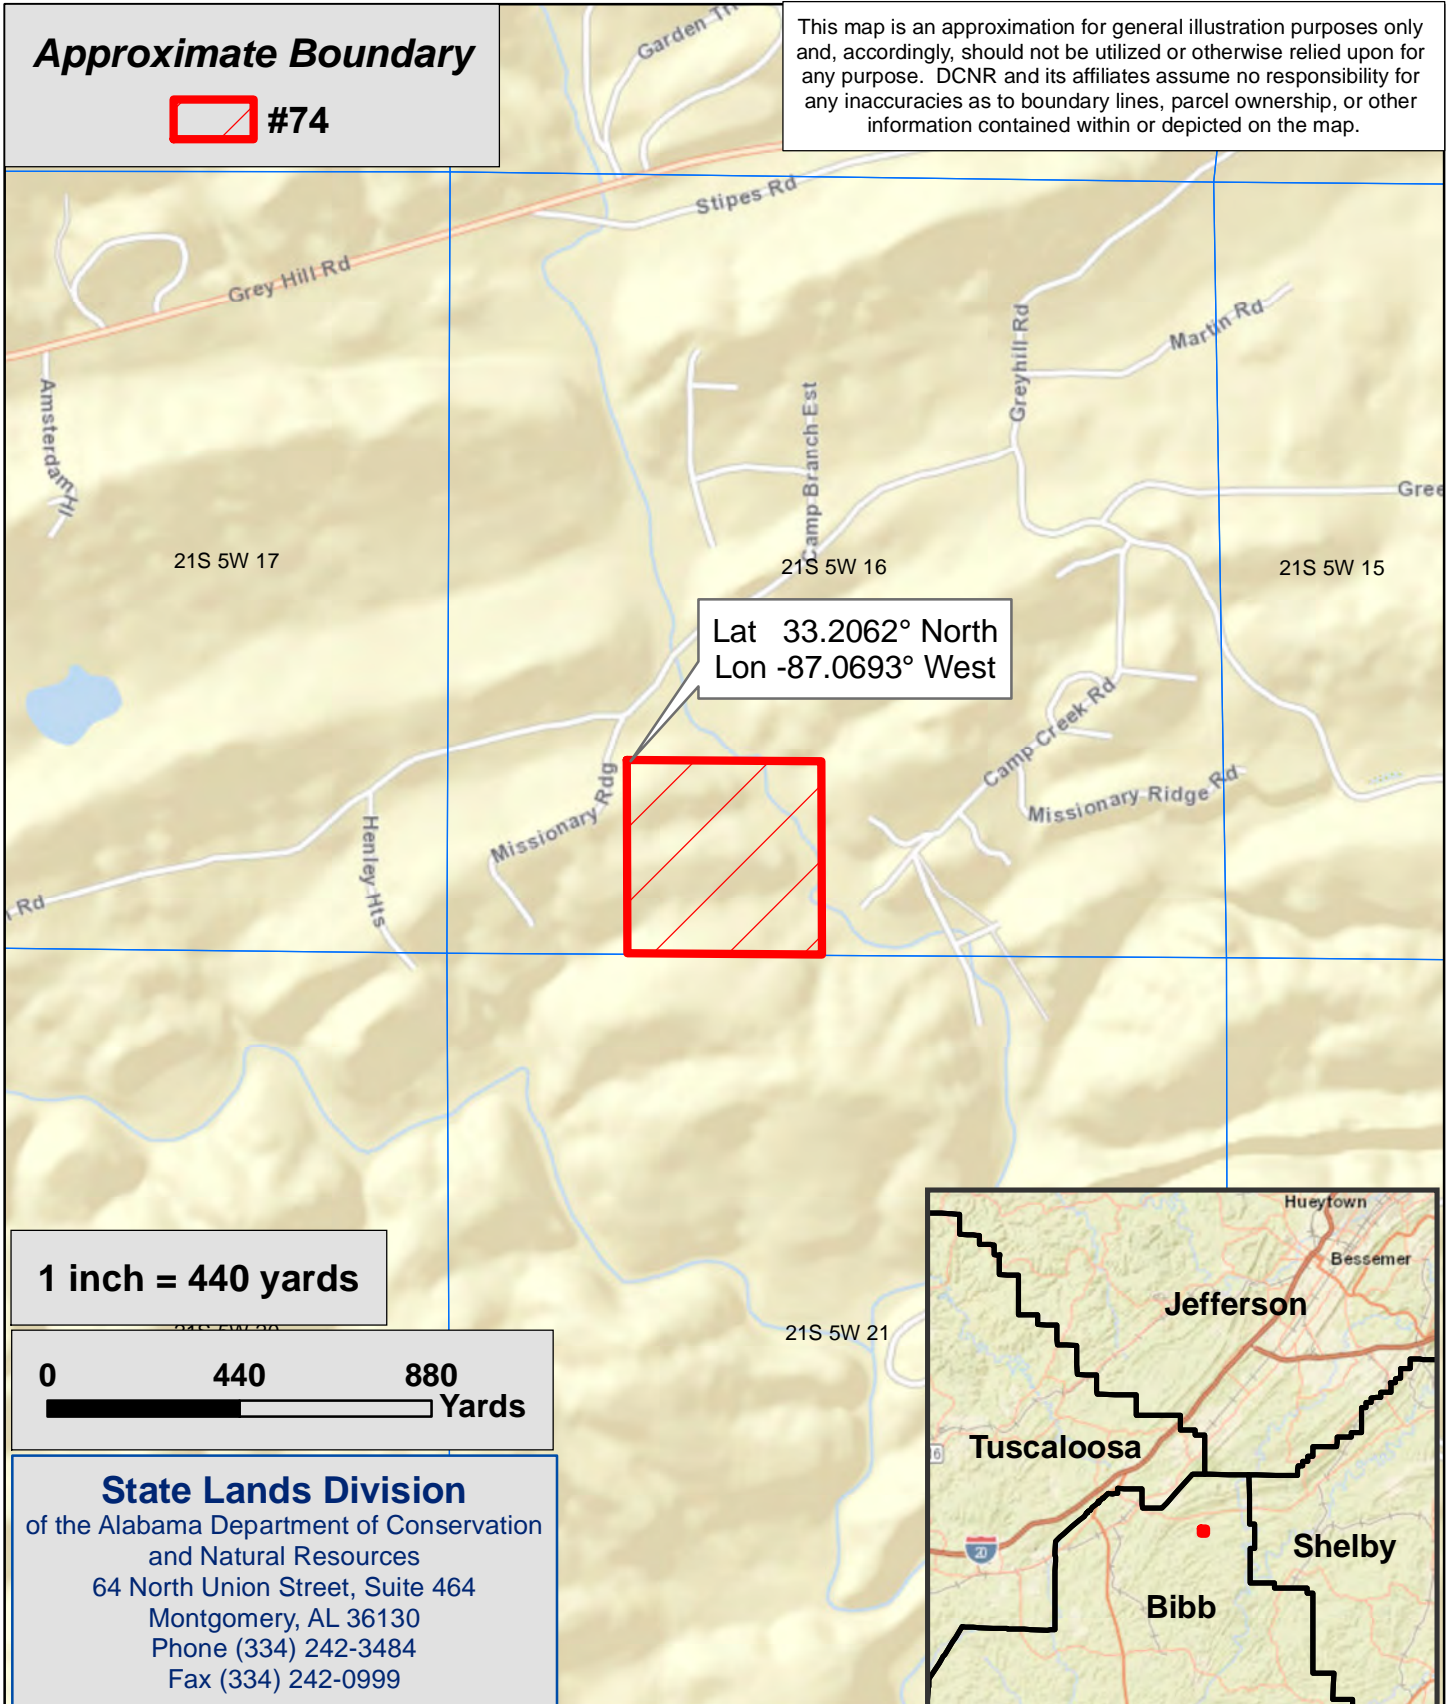 Approximate Boundary
#74
This map is an approximation for general illustration purposes only
and, accordingly, should not be utilized or otherwise relied upon for
any purpose.  DCNR and its affiliates assume no responsibility for
any inaccuracies as to boundary lines, parcel ownership, or other
information contained within or depicted on the map.
Garden
Stipes Rd
Grey Hill Rd
Greyhill Rd
Martin Rd
Amsterdam Hl
Camp Branch Est
Gree
21S 5W 17
21S 5W 16
21S 5W 15
Lat   33.2062° North
Lon -87.0693° West
Camp Creek Rd
Missionary Rdg
Missionary Ridge Rd
Henley Hts
Rd
1 inch = 440 yards
21S 5W 20
21S 5W 21
0 440 880
Yards
State Lands Division
of the Alabama Department of Conservation
and Natural Resources
64 North Union Street, Suite 464
Montgomery, AL 36130
Phone (334) 242-3484
Fax (334) 242-0999
Hueytown
Bessemer
Jefferson
Tuscaloosa
20
Shelby
Bibb